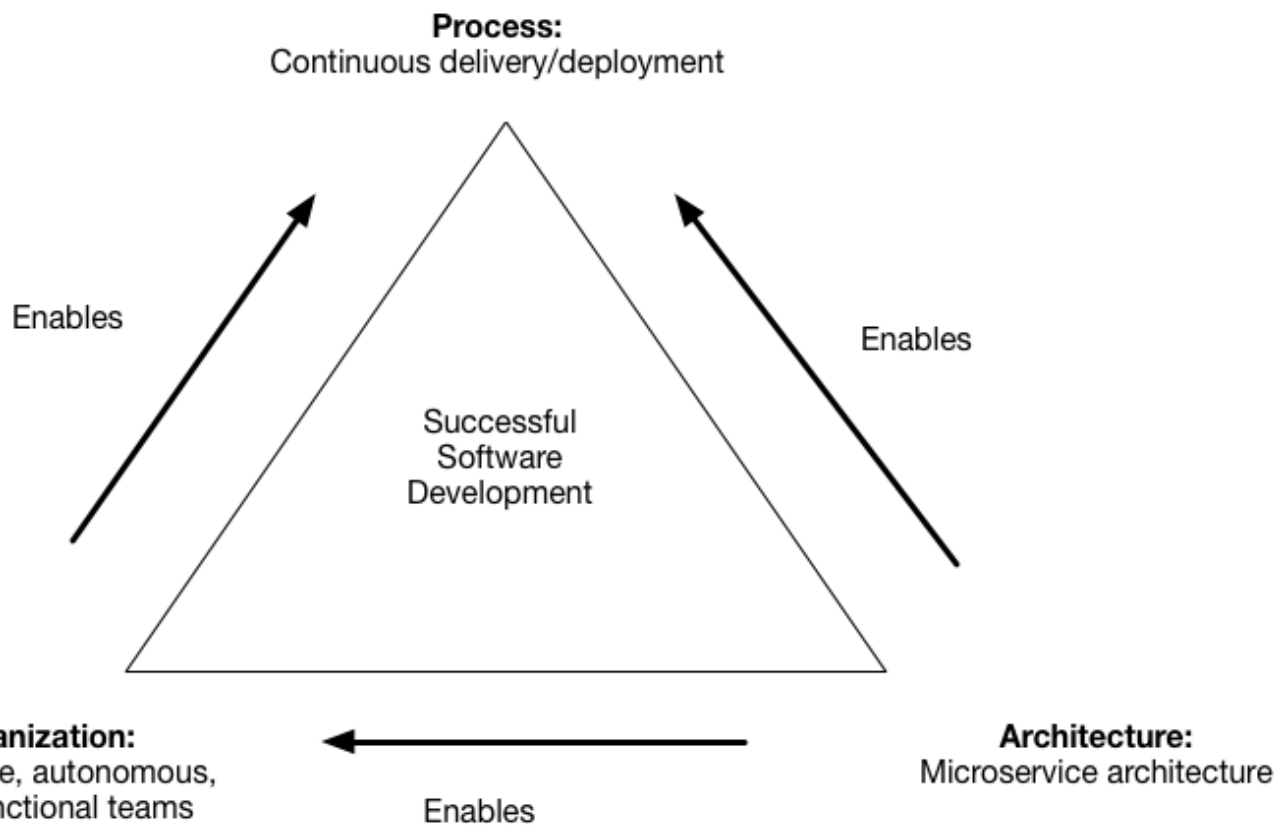 Process:
Continuous delivery/deployment
Enables
Enables
Successful
Software
Development
anization:
e, autonomous,
nctional teams
Architecture:
Microservice architecture
Enables